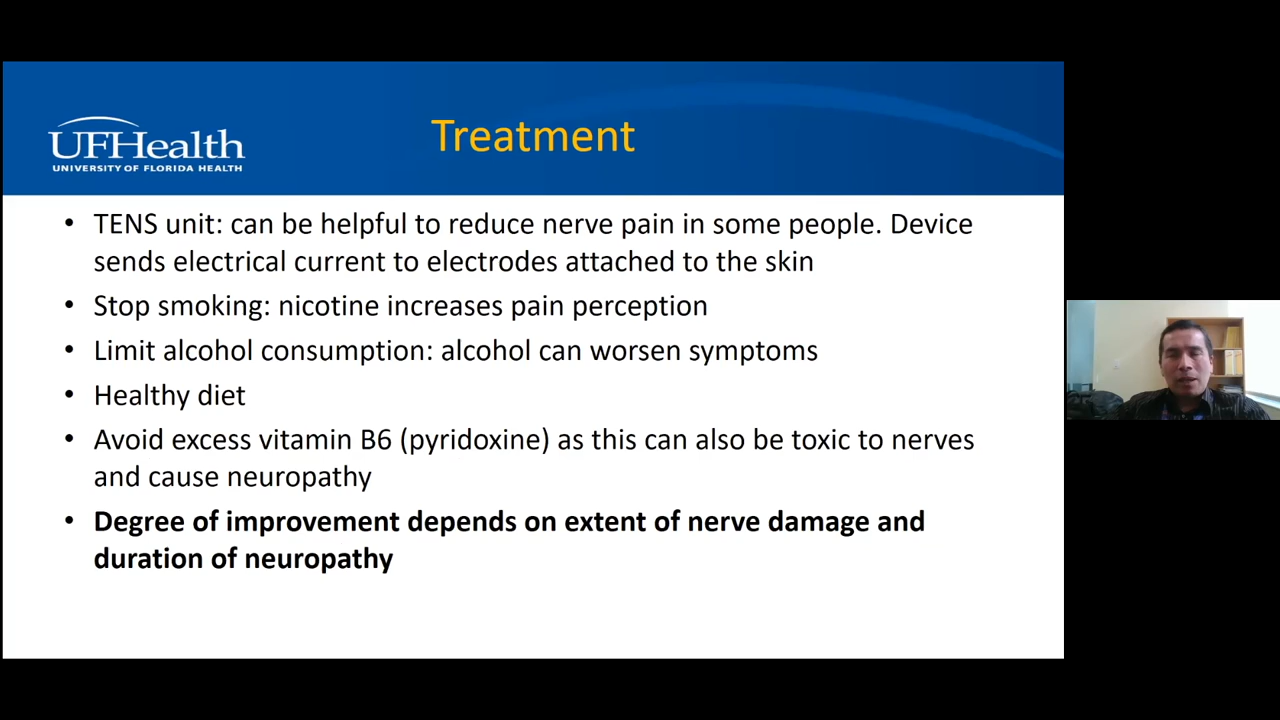 UFHealth
UNIVERSITY OF FLORIDA HEALTH
Treatment
• TENS unit: can be helpful to reduce nerve pain in some people. Device
sends electrical current to electrodes attached to the skin
• Stop smoking: nicotine increases pain perception
• Limit alcohol consumption: alcohol can worsen symptoms
• Healthy diet
• Avoid excess vitamin B6 (pyridoxine) as this can also be toxic to nerves
and cause neuropathy
• Degree of improvement depends on extent of nerve damage and
duration of neuropathy